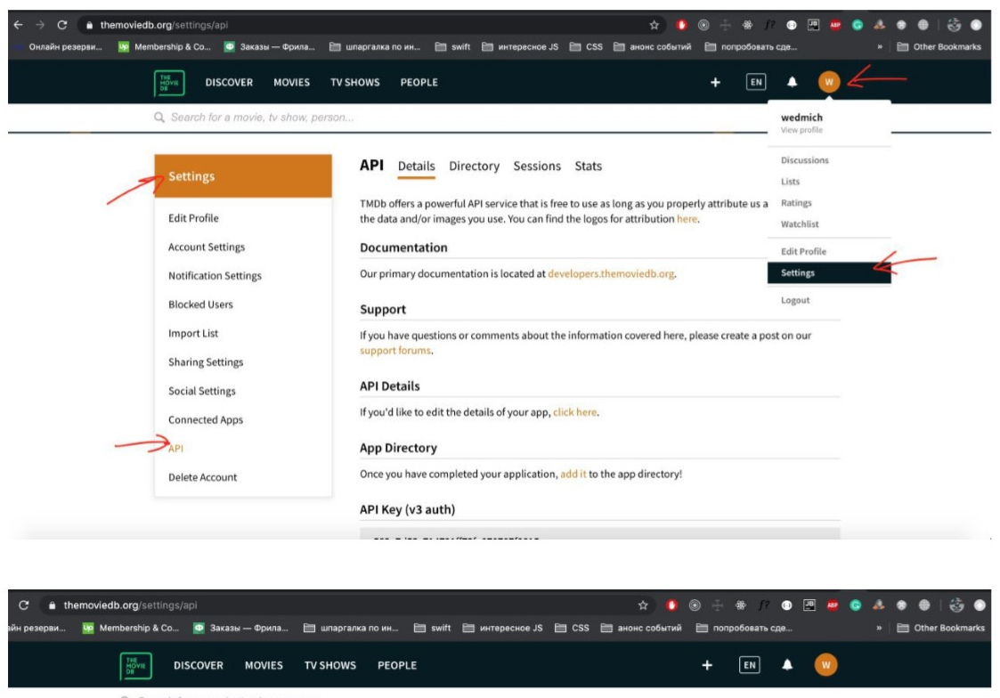 themoviedb.org/settings/api
Онлайн резерви... Up Membership & Co... Заказы — Фрила... шпаргалка по ин... swift интересное JS CSS анонс событий попробовать сде... » Other Bookmarks
THE MOVIE DB DISCOVER MOVIES TV SHOWS PEOPLE + EN W
Search for a movie, tv show, person...
wedmich
View profile
Discussions
Lists
Ratings
Watchlist
Edit Profile
Settings
Logout
Settings
Edit Profile
Account Settings
Notification Settings
Blocked Users
Import List
Sharing Settings
Social Settings
Connected Apps
API
Delete Account
API Details Directory Sessions Stats
TMDb offers a powerful API service that is free to use as long as you properly attribute us a
the data and/or images you use. You can find the logos for attribution here.
Documentation
Our primary documentation is located at developers.themoviedb.org.
Support
If you have questions or comments about the information covered here, please create a post on our
support forums.
API Details
If you'd like to edit the details of your app, click here.
App Directory
Once you have completed your application, add it to the app directory!
API Key (v3 auth)
themoviedb.org/settings/api
йн резерви... Up Membership & Co... Заказы — Фрила... шпаргалка по ин... swift интересное JS CSS анонс событий попробовать сде... » Other Bookmarks
THE MOVIE DB DISCOVER MOVIES TV SHOWS PEOPLE + EN W